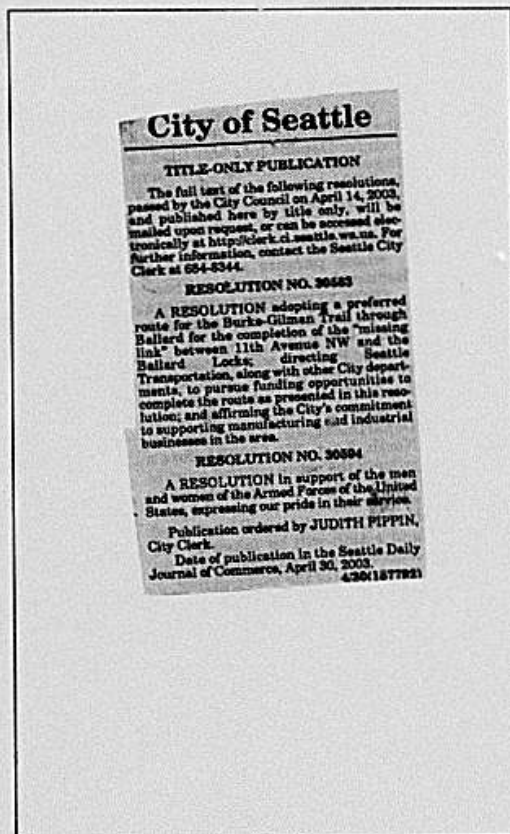 City of Seattle
TITLE-ONLY PUBLICATION
The full text of the following resolutions,
passed by the City Council on April 14, 2003,
and published here by title only, will be
mailed upon request, or can be accessed elec-
tronically at http://clerk.ci.seattle.wa.us. For
further information, contact the Seattle City
Clerk at 684-8344.
RESOLUTION NO. 30583
A RESOLUTION adopting a preferred
route for the Burke-Gilman Trail through
Ballard for the completion of the "missing
link" between 11th Avenue NW and the
Ballard Locks; directing Seattle
Transportation, along with other City depart-
ments, to pursue funding opportunities to
complete the route as presented in this reso-
lution; and affirming the City's commitment
to supporting manufacturing and industrial
businesses in the area.
RESOLUTION NO. 30594
A RESOLUTION in support of the men
and women of the Armed Forces of the United
States, expressing our pride in their service.
Publication ordered by JUDITH PIPPIN,
City Clerk.
Date of publication in the Seattle Daily
Journal of Commerce, April 30, 2003.
4/30(157792)